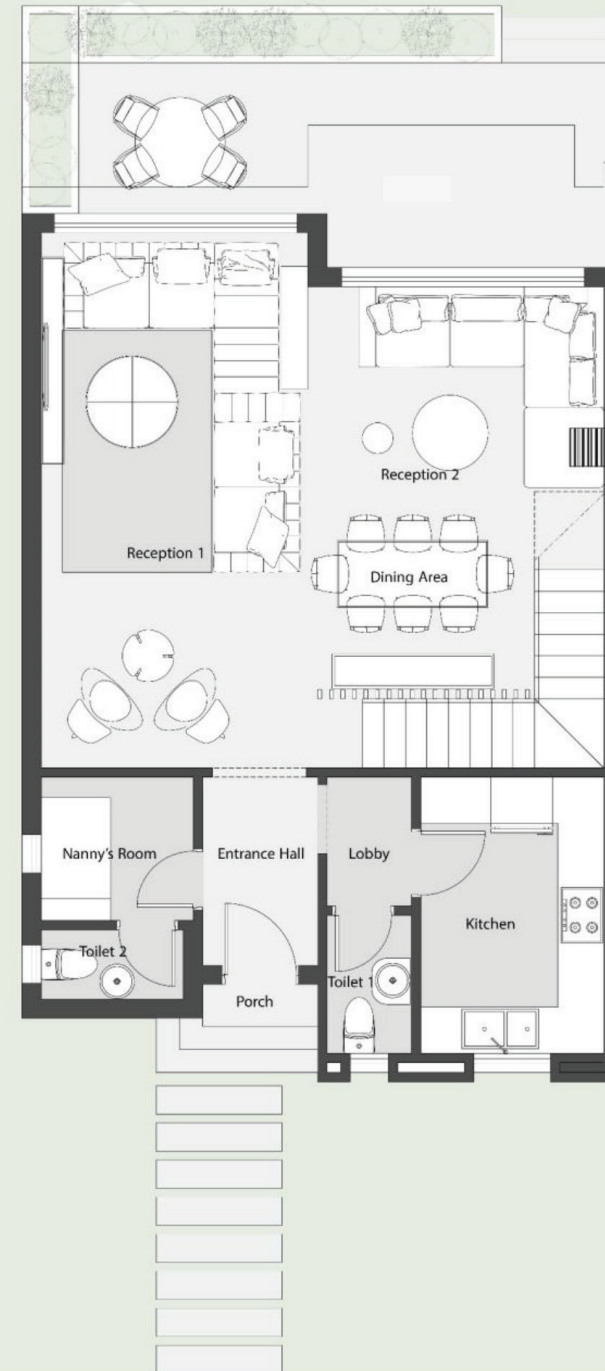 Reception 2
Reception 1
Dining Area
Nanny's Room
Entrance Hall
Lobby
Kitchen
Toilet 2
Toilet 1
Porch